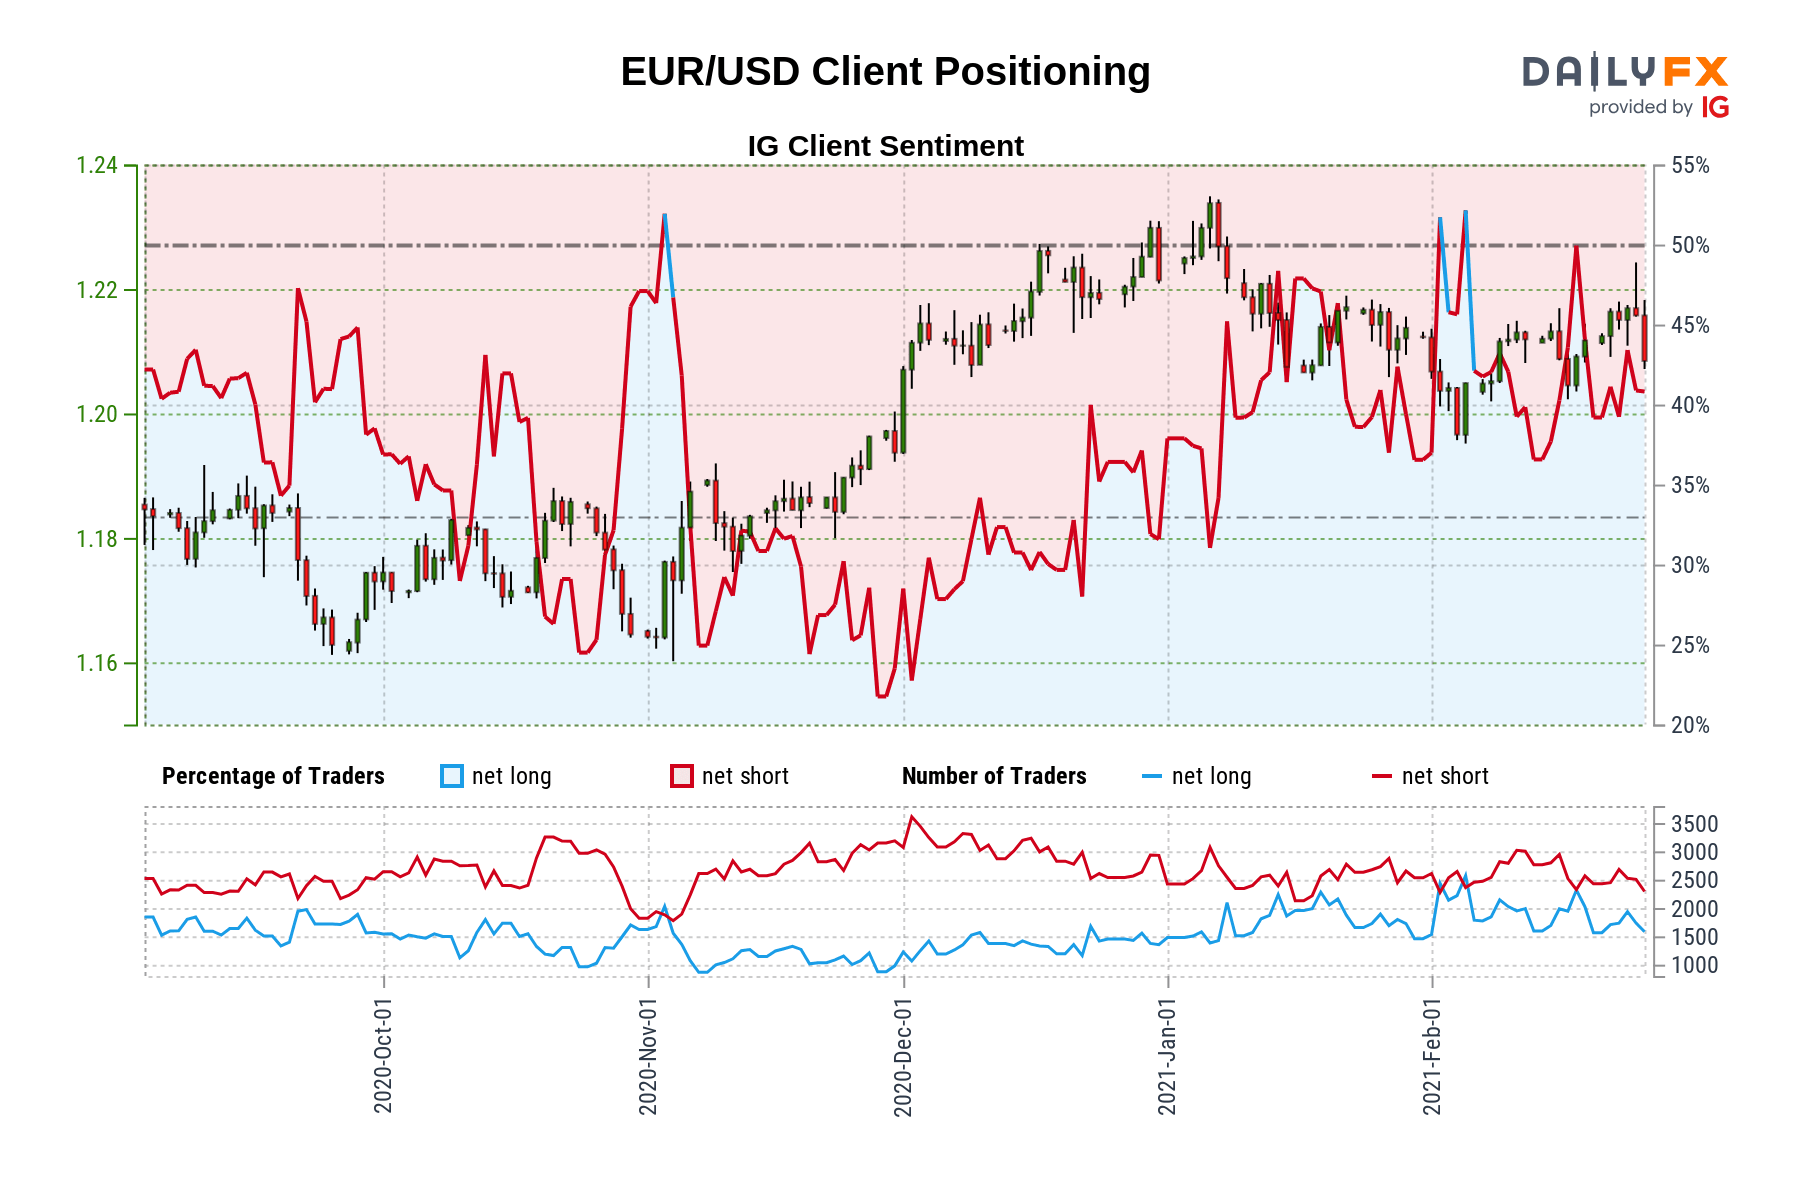 EUR/USD Client Positioning
DAILYFX
provided by IG
IG Client Sentiment
1.24
1.22
1.20
1.18
1.16
55%
50%
45%
40%
35%
30%
25%
20%
Percentage of Traders net long net short Number of Traders net long net short
3500
3000
2500
2000
1500
1000
2020-Oct-01
2020-Nov-01
2020-Dec-01
2021-Jan-01
2021-Feb-01